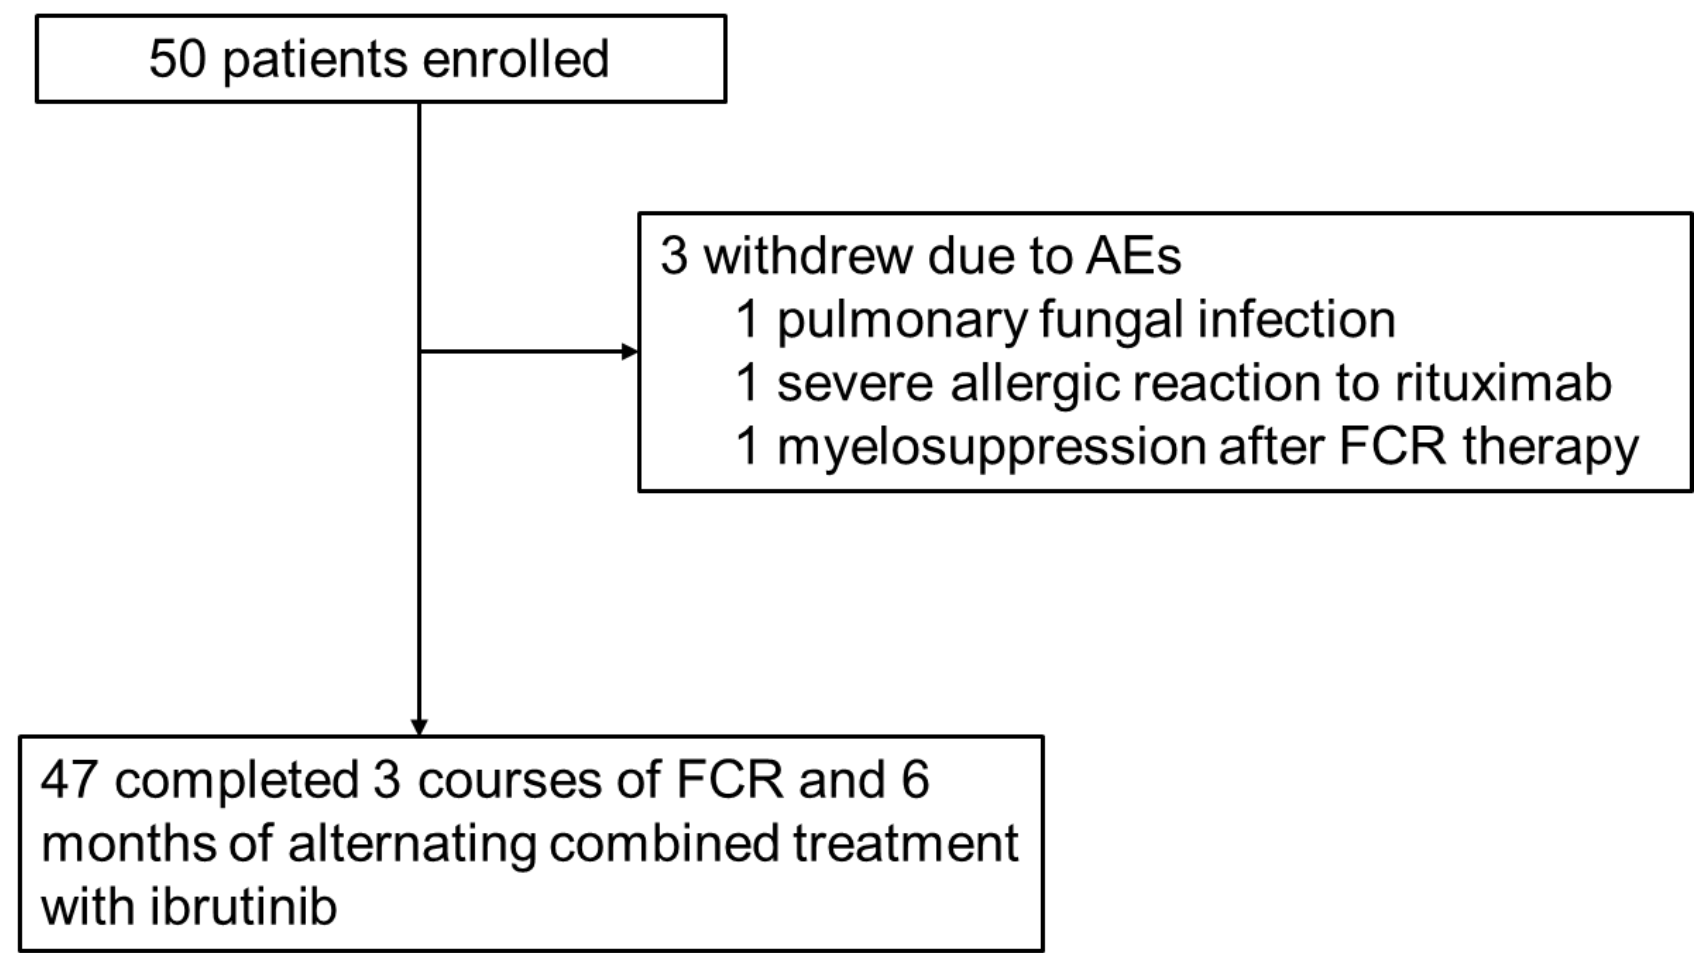 50 patients enrolled
3 withdrew due to AEs
1 pulmonary fungal infection
1 severe allergic reaction to rituximab
1 myelosuppression after FCR therapy
47 completed 3 courses of FCR and 6
months of alternating combined treatment
with ibrutinib